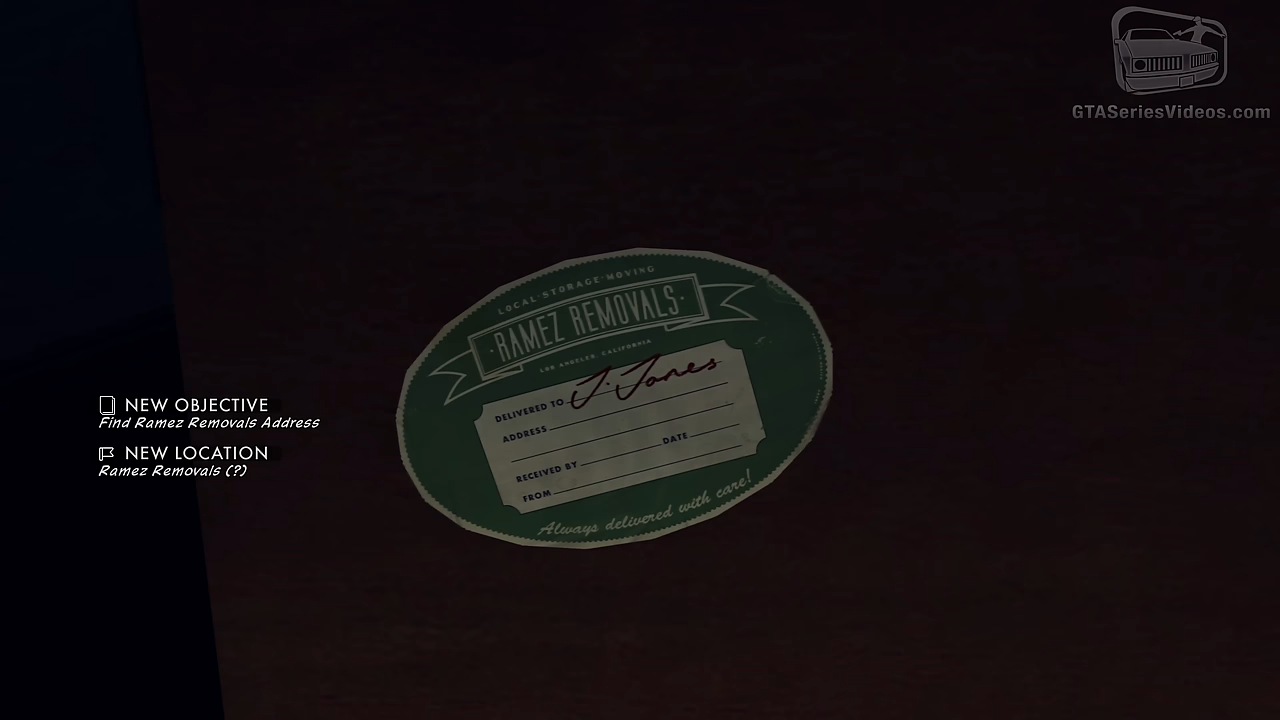 GTASeriesVideos.com
LOCAL·STORAGE·MOVING
·RAMEZ REMOVALS·
LOS ANGELES, CALIFORNIA
DELIVERED TO J. Jones
ADDRESS
RECEIVED BY DATE
FROM
Always delivered with care!
NEW OBJECTIVE
Find Ramez Removals Address
NEW LOCATION
Ramez Removals (?)